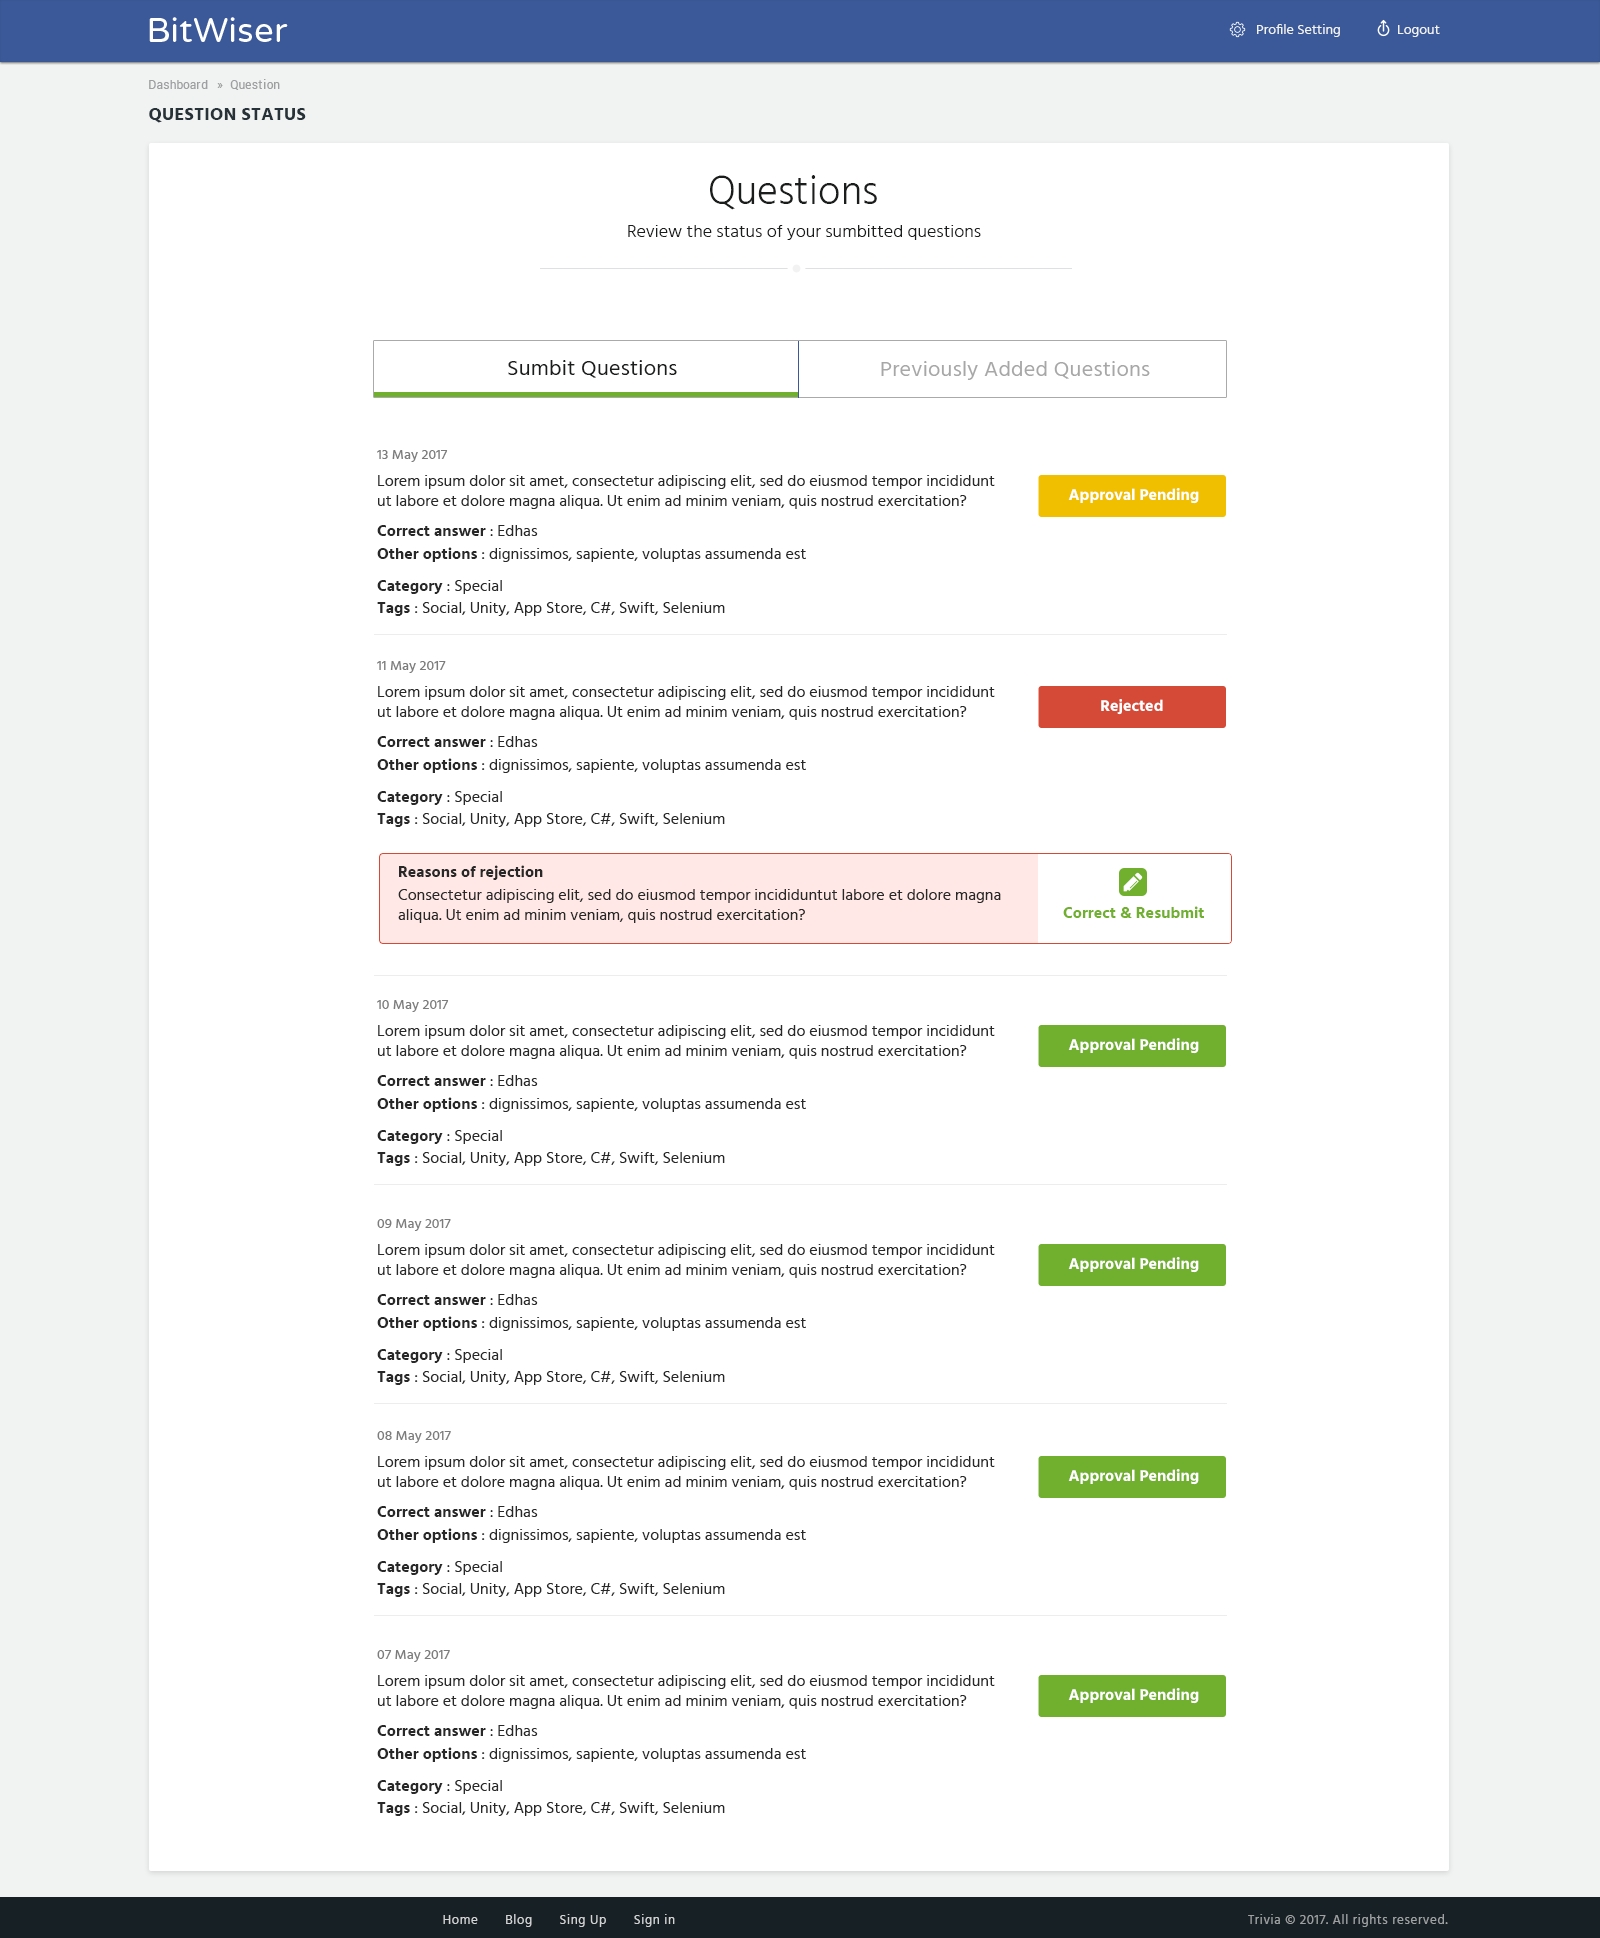 BitWiser
Profile Setting
Logout
Dashboard » Question
QUESTION STATUS
Questions
Review the status of your sumbitted questions
Sumbit Questions
Previously Added Questions
13 May 2017
Lorem ipsum dolor sit amet, consectetur adipiscing elit, sed do eiusmod tempor incididunt
ut labore et dolore magna aliqua. Ut enim ad minim veniam, quis nostrud exercitation?
Approval Pending
Correct answer : Edhas
Other options : dignissimos, sapiente, voluptas assumenda est
Category : Special
Tags : Social, Unity, App Store, C#, Swift, Selenium
11 May 2017
Lorem ipsum dolor sit amet, consectetur adipiscing elit, sed do eiusmod tempor incididunt
ut labore et dolore magna aliqua. Ut enim ad minim veniam, quis nostrud exercitation?
Rejected
Correct answer : Edhas
Other options : dignissimos, sapiente, voluptas assumenda est
Category : Special
Tags : Social, Unity, App Store, C#, Swift, Selenium
Reasons of rejection
Consectetur adipiscing elit, sed do eiusmod tempor incididuntut labore et dolore magna
aliqua. Ut enim ad minim veniam, quis nostrud exercitation?
Correct & Resubmit
10 May 2017
Lorem ipsum dolor sit amet, consectetur adipiscing elit, sed do eiusmod tempor incididunt
ut labore et dolore magna aliqua. Ut enim ad minim veniam, quis nostrud exercitation?
Approval Pending
Correct answer : Edhas
Other options : dignissimos, sapiente, voluptas assumenda est
Category : Special
Tags : Social, Unity, App Store, C#, Swift, Selenium
09 May 2017
Lorem ipsum dolor sit amet, consectetur adipiscing elit, sed do eiusmod tempor incididunt
ut labore et dolore magna aliqua. Ut enim ad minim veniam, quis nostrud exercitation?
Approval Pending
Correct answer : Edhas
Other options : dignissimos, sapiente, voluptas assumenda est
Category : Special
Tags : Social, Unity, App Store, C#, Swift, Selenium
08 May 2017
Lorem ipsum dolor sit amet, consectetur adipiscing elit, sed do eiusmod tempor incididunt
ut labore et dolore magna aliqua. Ut enim ad minim veniam, quis nostrud exercitation?
Approval Pending
Correct answer : Edhas
Other options : dignissimos, sapiente, voluptas assumenda est
Category : Special
Tags : Social, Unity, App Store, C#, Swift, Selenium
07 May 2017
Lorem ipsum dolor sit amet, consectetur adipiscing elit, sed do eiusmod tempor incididunt
ut labore et dolore magna aliqua. Ut enim ad minim veniam, quis nostrud exercitation?
Approval Pending
Correct answer : Edhas
Other options : dignissimos, sapiente, voluptas assumenda est
Category : Special
Tags : Social, Unity, App Store, C#, Swift, Selenium
Home Blog Sing Up Sign in
Trivia © 2017. All rights reserved.